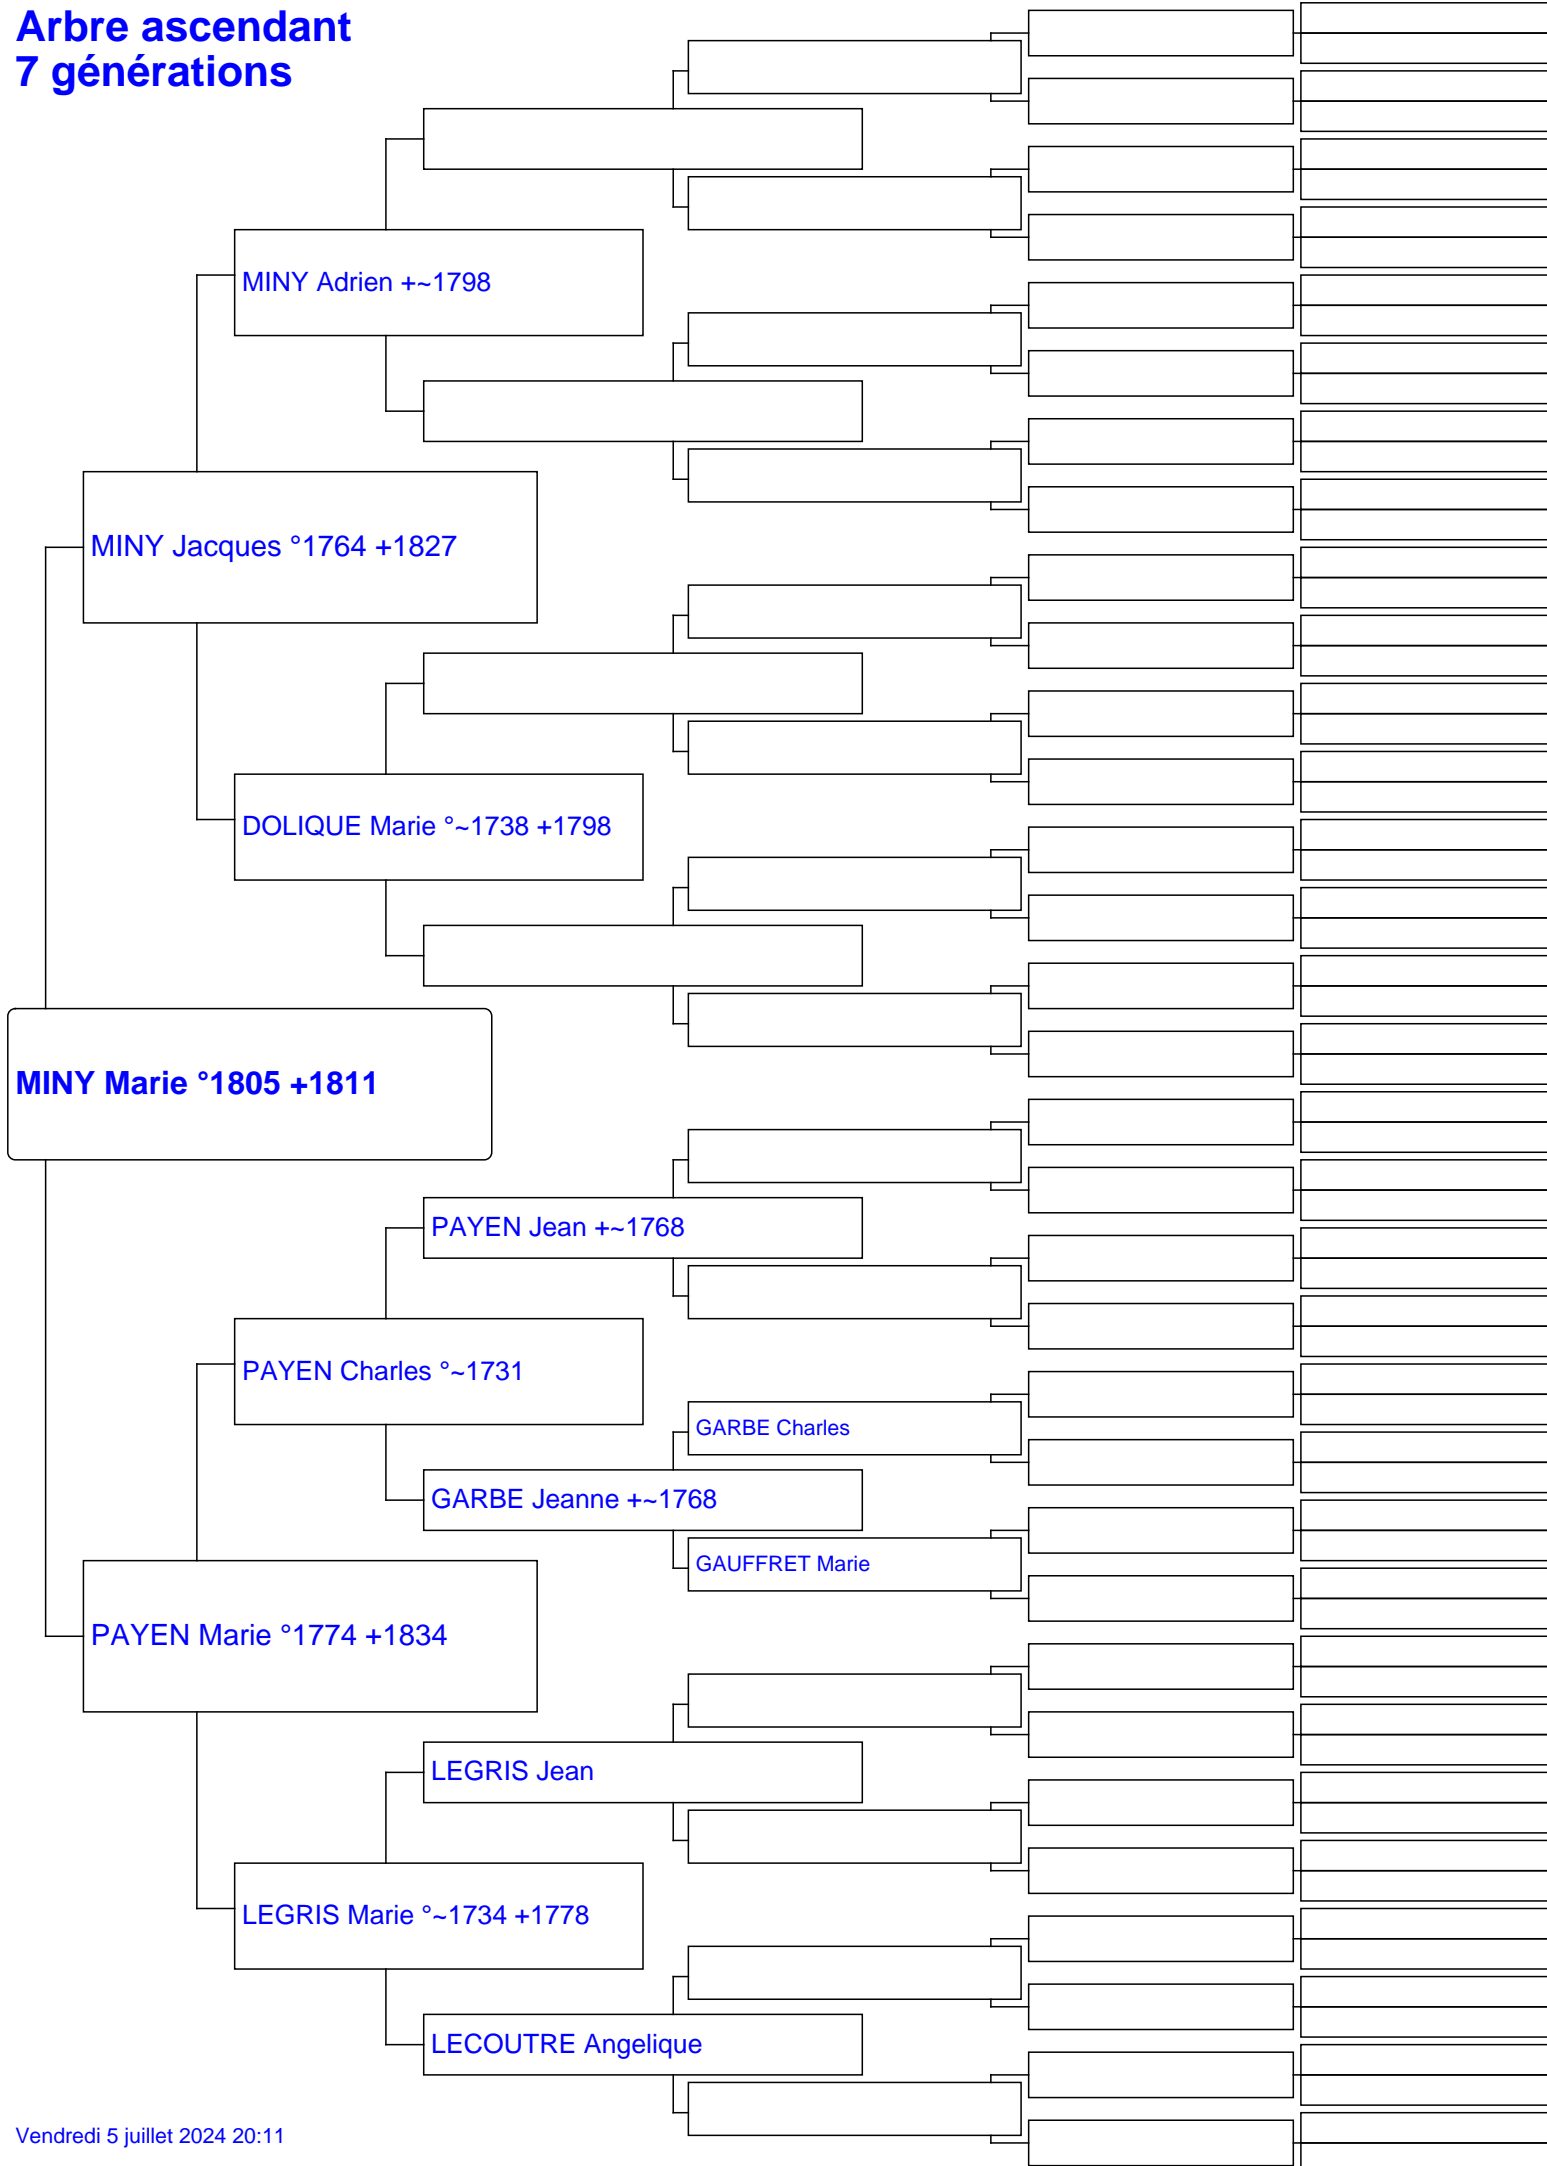 Arbre ascendant
7 générations
MINY Adrien +~1798
MINY Jacques °1764 +1827
DOLIQUE Marie °~1738 +1798
MINY Marie °1805 +1811
PAYEN Jean +~1768
PAYEN Charles °~1731
GARBE Charles
GARBE Jeanne +~1768
GAUFFRET Marie
PAYEN Marie °1774 +1834
LEGRIS Jean
LEGRIS Marie °~1734 +1778
LECOUTRE Angelique
Vendredi 5 juillet 2024 20:11